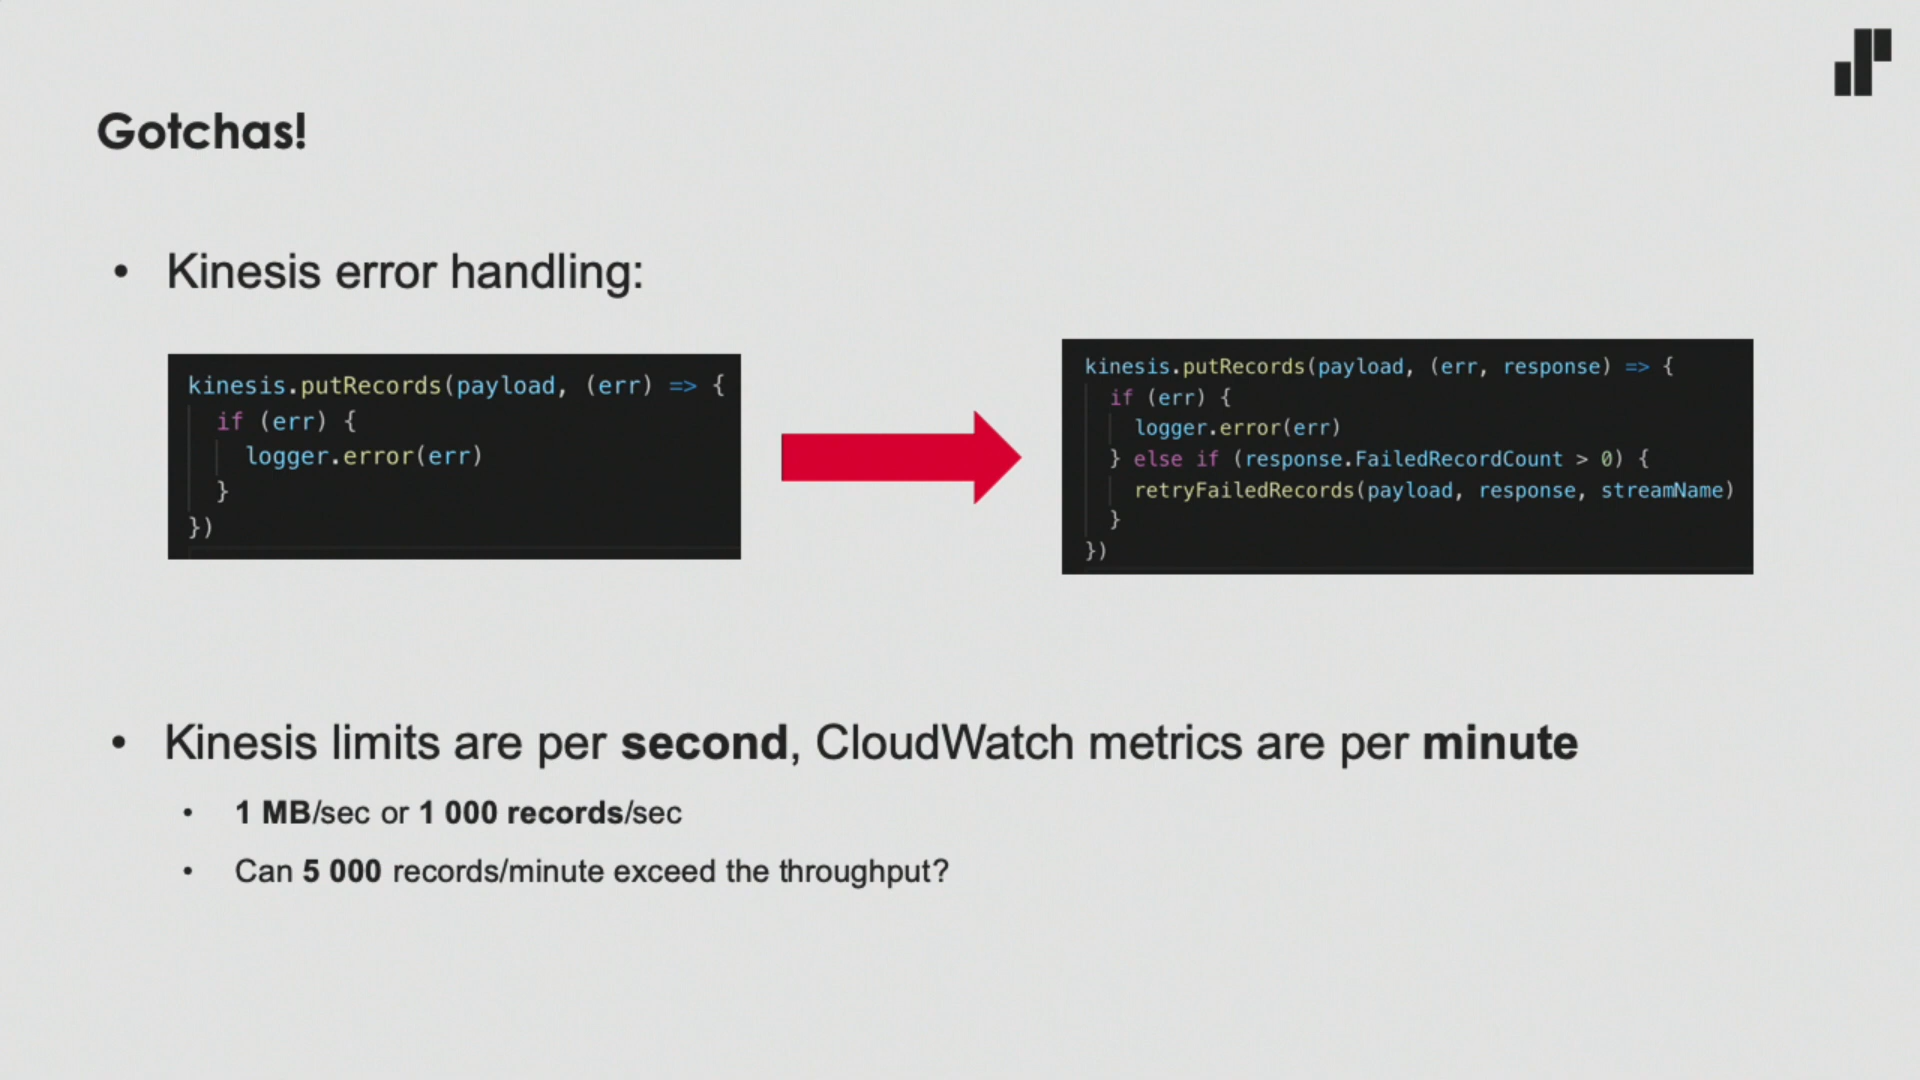 Gotchas!
• Kinesis error handling:
kinesis.putRecords(payload, (err) => {
if (err) {
logger.error(err)
}
})
kinesis.putRecords(payload, (err, response) => {
if (err) {
logger.error(err)
} else if (response.FailedRecordCount > 0) {
retryFailedRecords(payload, response, streamName)
}
})
• Kinesis limits are per second, CloudWatch metrics are per minute
• 1 MB/sec or 1 000 records/sec
• Can 5 000 records/minute exceed the throughput?